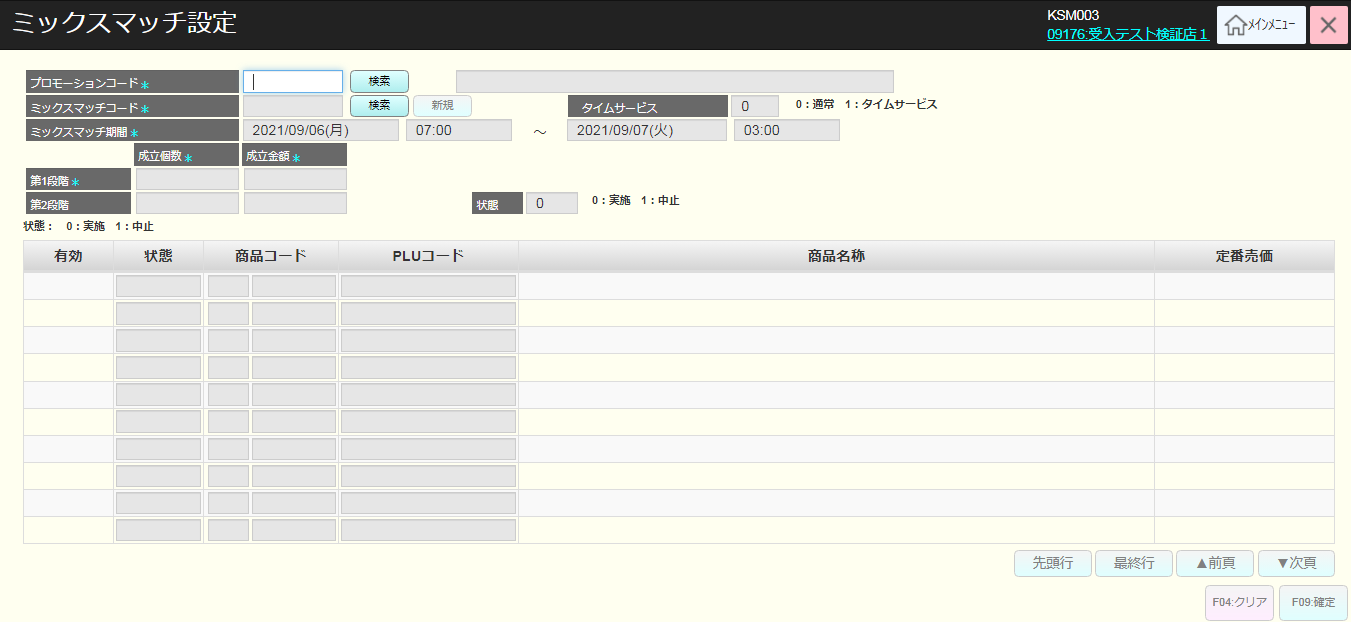 ミックスマッチ設定
KSM003
09176:受入テスト検証店1
メインメニュー
プロモーションコード*
検索
ミックスマッチコード*
検索 新規 タイムサービス 0 0:通常 1:タイムサービス
ミックスマッチ期間* 2021/09/06(月) 07:00 ～ 2021/09/07(火) 03:00
成立個数* 成立金額*
第1段階*
第2段階 状態 0 0:実施 1:中止
状態: 0:実施 1:中止
有効 状態 商品コード PLUコード 商品名称 定番売価
先頭行 最終行 ▲前頁 ▼次頁
F04:クリア F09:確定